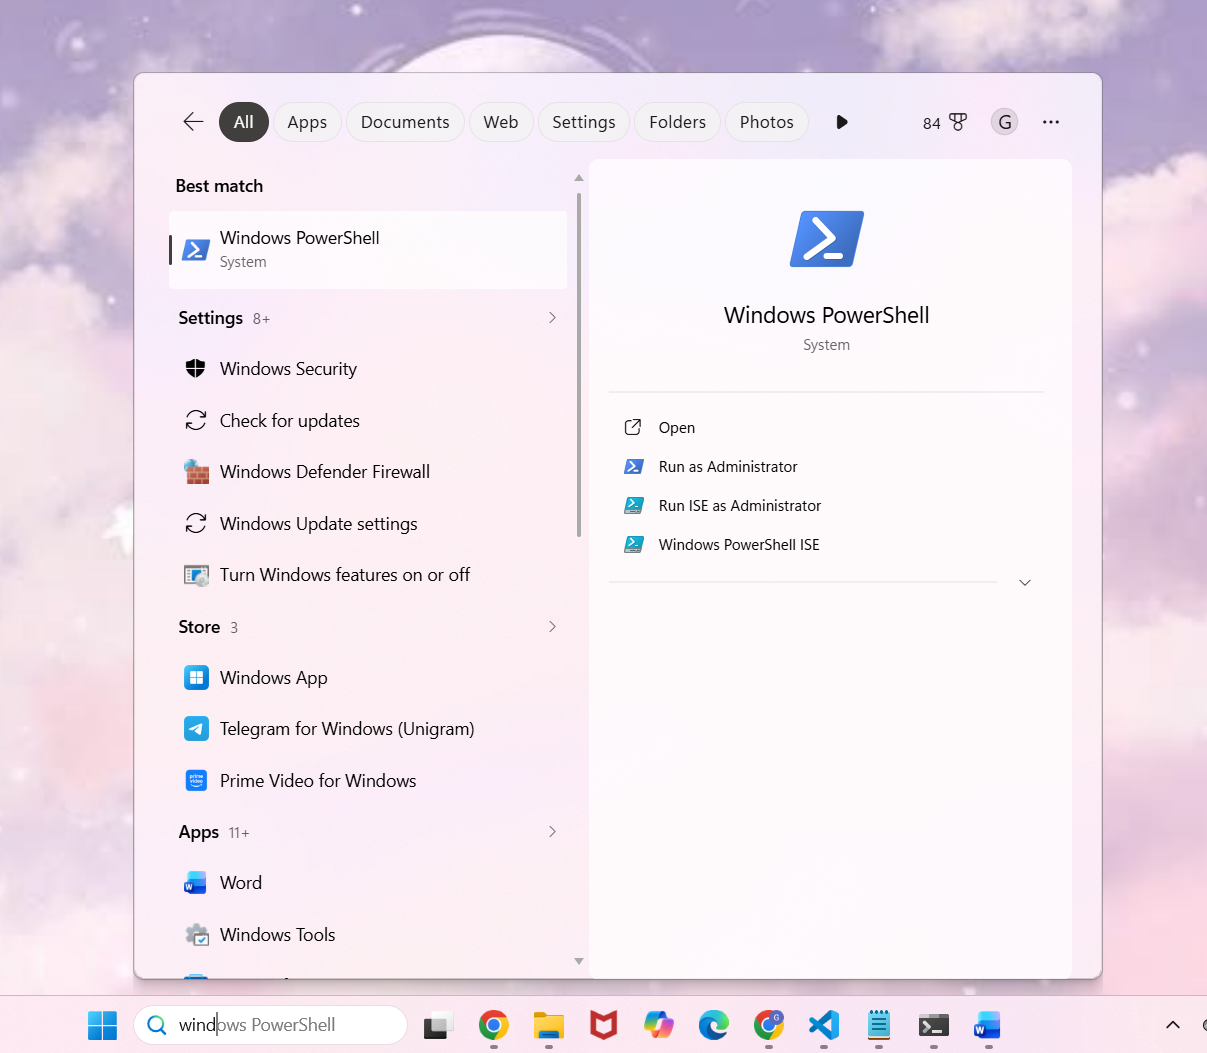 All Apps Documents Web Settings Folders Photos 84 G
Best match
Windows PowerShell
System
Settings 8+
Windows Security
Check for updates
Windows Defender Firewall
Windows Update settings
Turn Windows features on or off
Store 3
Windows App
Telegram for Windows (Unigram)
prime video
Prime Video for Windows
Apps 11+
Word
Windows Tools
Windows PowerShell
System
Open
Run as Administrator
Run ISE as Administrator
Windows PowerShell ISE
windows PowerShell